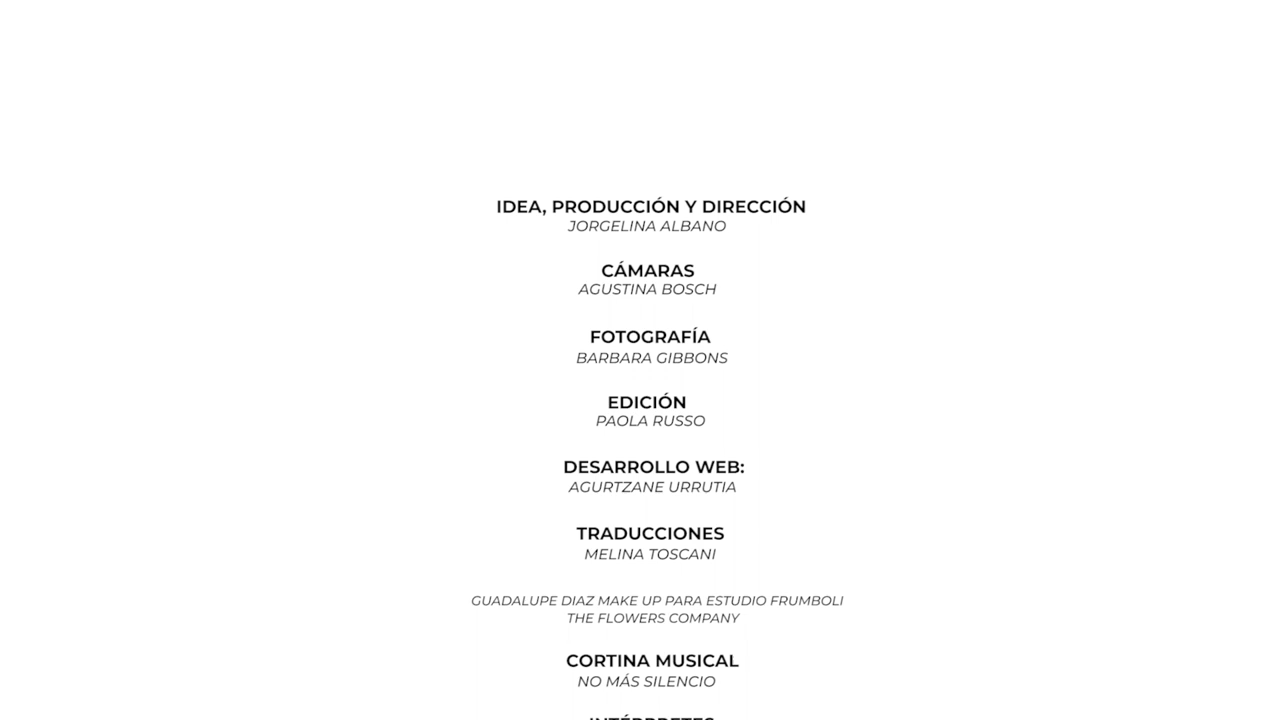 IDEA, PRODUCCIÓN Y DIRECCIÓN
JORGELINA ALBANO
CÁMARAS
AGUSTINA BOSCH
FOTOGRAFÍA
BARBARA GIBBONS
EDICIÓN
PAOLA RUSSO
DESARROLLO WEB:
AGURTZANE URRUTIA
TRADUCCIONES
MELINA TOSCANI
GUADALUPE DIAZ MAKE UP PARA ESTUDIO FRUMBOLI
THE FLOWERS COMPANY
CORTINA MUSICAL
NO MÁS SILENCIO